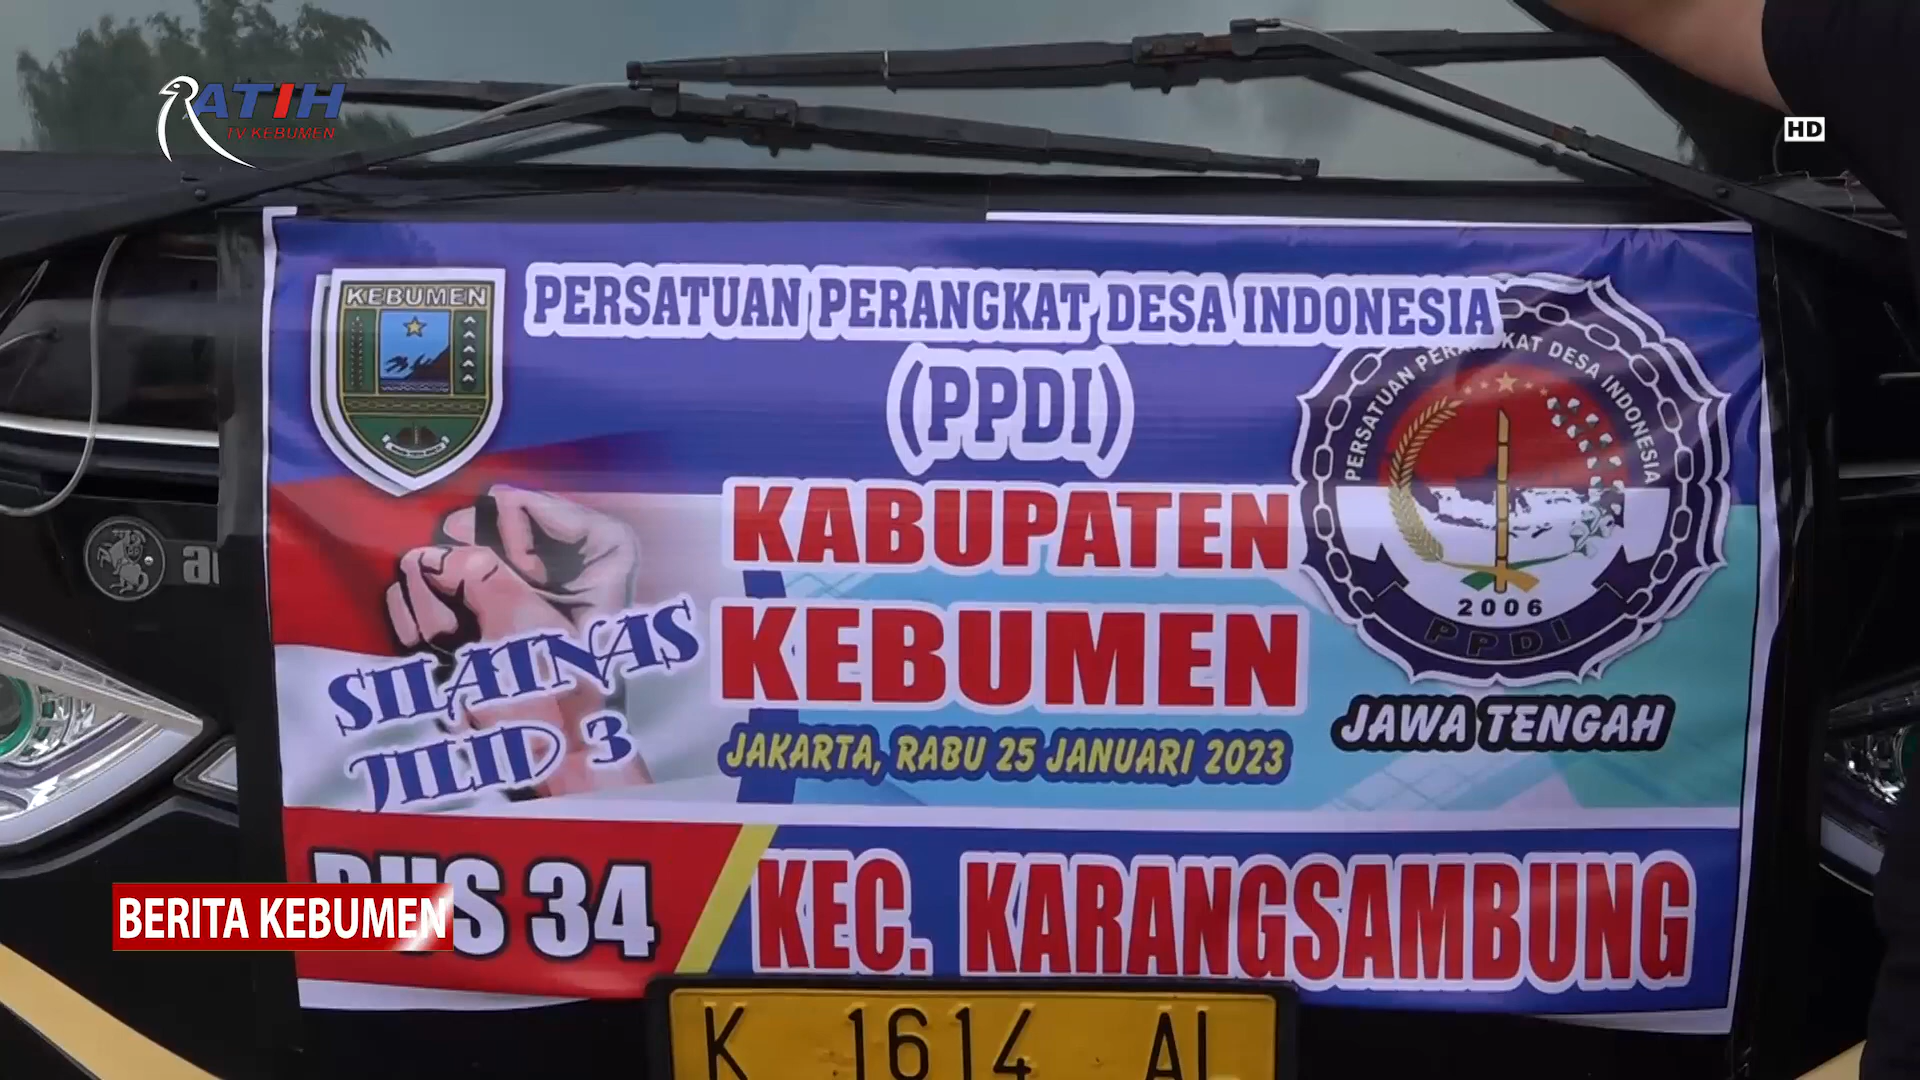 RATIH
TV KEBUMEN
HD
KEBUMEN
PERSATUAN PERANGKAT DESA INDONESIA
(PPDI)
KABUPATEN
KEBUMEN
JAKARTA, RABU 25 JANUARI 2023
SILATNAS
JILID 3
PERSATUAN PERANGKAT DESA INDONESIA
2006
PPDI
JAWA TENGAH
BUS 34
KEC. KARANGSAMBUNG
BERITA KEBUMEN
K 1614 AL